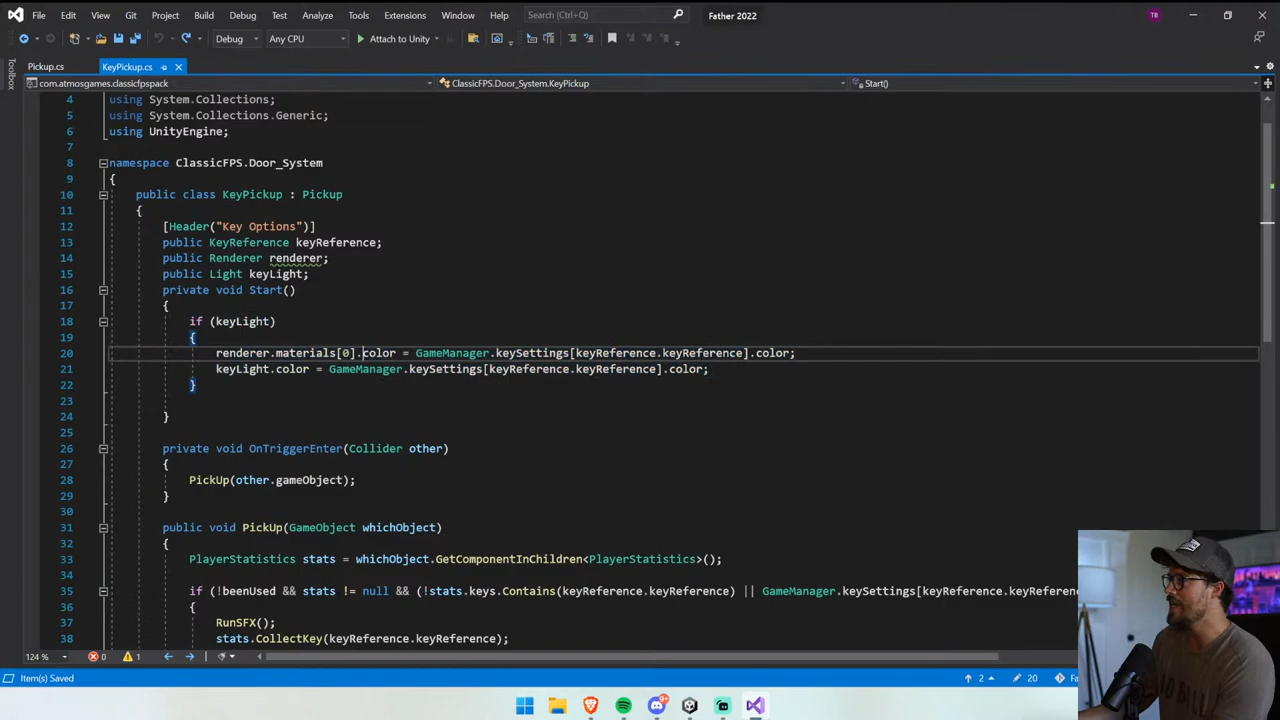 File Edit View Git Project Build Debug Test Analyze Tools Extensions Window Help Search (Ctrl+Q) Father 2022 TB
Debug Any CPU Attach to Unity
Toolbox
Pickup.cs KeyPickup.cs
com.atmosgames.classicfpspack ClassicFPS.Door_System.KeyPickup Start()
4 using System.Collections;
5 using System.Collections.Generic;
6 using UnityEngine;
7
8 namespace ClassicFPS.Door_System
9 {
10 public class KeyPickup : Pickup
11 {
12 [Header("Key Options")]
13 public KeyReference keyReference;
14 public Renderer renderer;
15 public Light keyLight;
16 private void Start()
17 {
18 if (keyLight)
19 {
20 renderer.materials[0].color = GameManager.keySettings[keyReference.keyReference].color;
21 keyLight.color = GameManager.keySettings[keyReference.keyReference].color;
22 }
23
24 }
25
26 private void OnTriggerEnter(Collider other)
27 {
28 PickUp(other.gameObject);
29 }
30
31 public void PickUp(GameObject whichObject)
32 {
33 PlayerStatistics stats = whichObject.GetComponentInChildren<PlayerStatistics>();
34
35 if (!beenUsed && stats != null && (!stats.keys.Contains(keyReference.keyReference) || GameManager.keySettings[keyReference.keyReferenc
36 {
37 RunSFX();
38 stats.CollectKey(keyReference.keyReference);
124 % 0 1
Item(s) Saved 2 20 Fa
9+